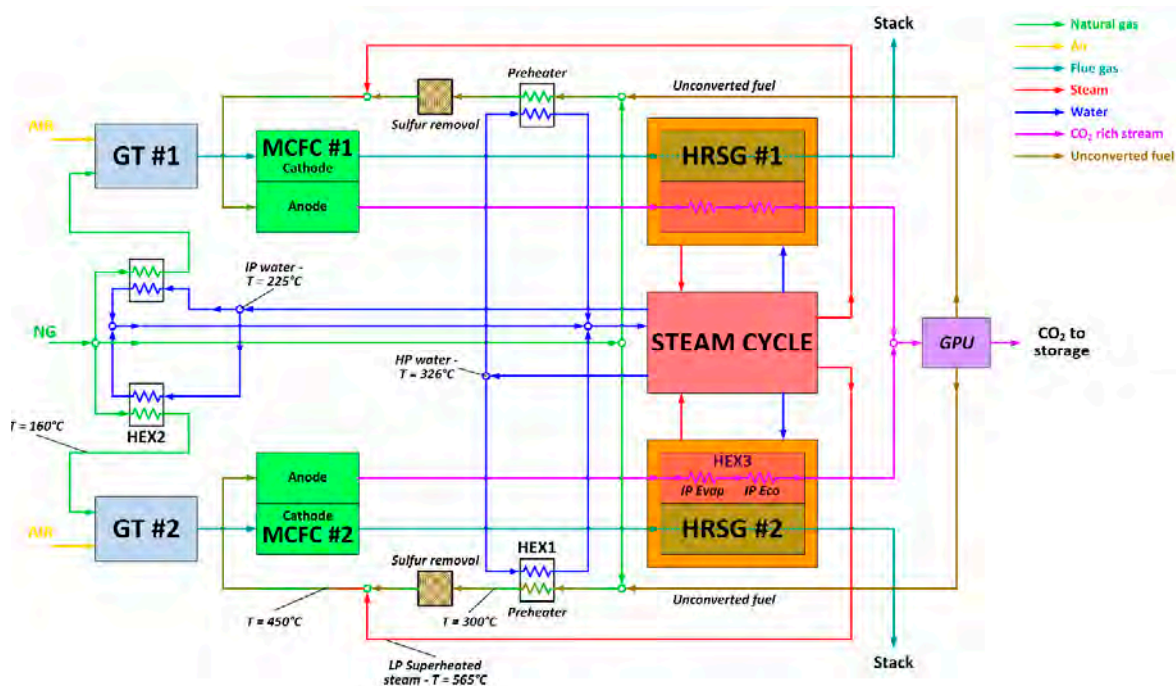 Stack
Natural gas
Air
Flue gas
Steam
Water
CO₂ rich stream
Unconverted fuel
Preheater
Unconverted fuel
Sulfur removal
AIR
GT #1
MCFC #1
Cathode
Anode
HRSG #1
IP water -
T = 225°C
NG
STEAM CYCLE
GPU
CO₂ to
storage
HP water -
T = 326°C
T = 160°C
HEX2
HEX3
IP Evap
IP Eco
Anode
Cathode
MCFC #2
GT #2
HRSG #2
AIR
Sulfur removal
HEX1
Preheater
Unconverted fuel
T = 450°C
T = 300°C
LP Superheated
steam - T = 565°C
Stack